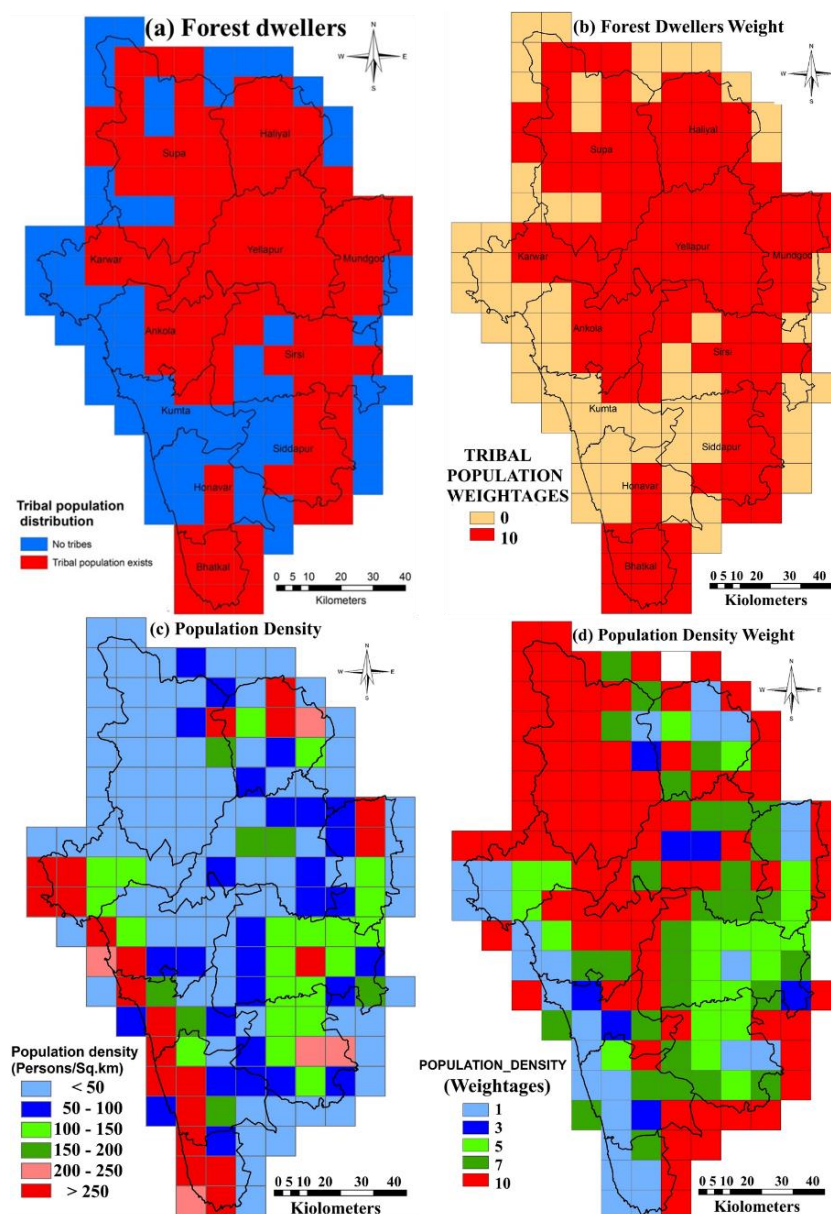 (a) Forest dwellers
N
W
E
S
Haliyal
Supa
Yellapur
Karwar
Mundgod
Ankola
Sirsi
Kumta
Siddapur
Honavar
Bhatkal
Tribal population
distribution
No tribes
Tribal population exists
0 5 10 20 30 40
Kilometers
(b) Forest Dwellers Weight
N
W
E
S
Haliyal
Supa
Yellapur
Karwar
Mundgod
Ankola
Sirsi
Kumta
Siddapur
Honavar
Bhatkal
TRIBAL
POPULATION
WEIGHTAGES
0
10
0 5 10 20 30 40
Kiolometers
(c) Population Density
N
W
E
S
Population density
(Persons/Sq.km)
< 50
50 - 100
100 - 150
150 - 200
200 - 250
> 250
0 5 10 20 30 40
Kiolometers
(d) Population Density Weight
N
W
E
S
POPULATION_DENSITY
(Weightages)
1
3
5
7
10
0 5 10 20 30 40
Kiolometers